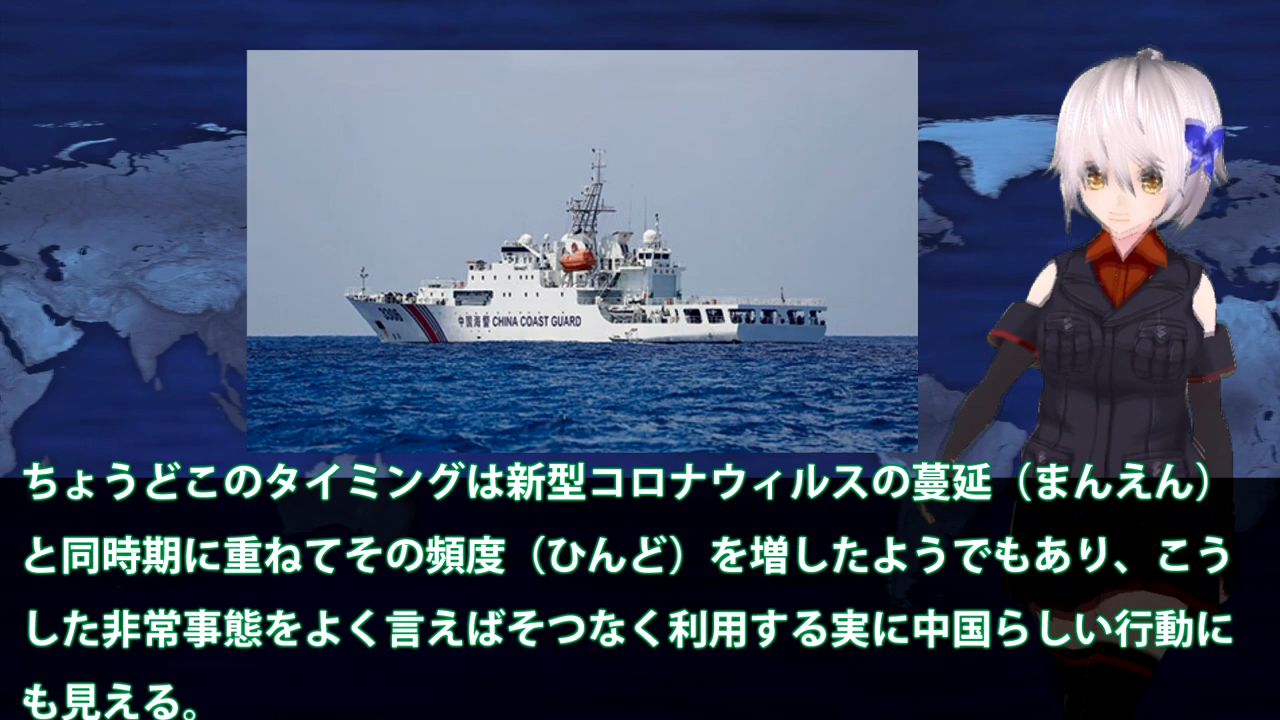 中国海警 CHINA COAST GUARD
ちょうどこのタイミングは新型コロナウィルスの蔓延（まんえん）
と同時期に重ねてその頻度（ひんど）を増したようでもあり、こう
した非常事態をよく言えばそつなく利用する実に中国らしい行動に
も見える。